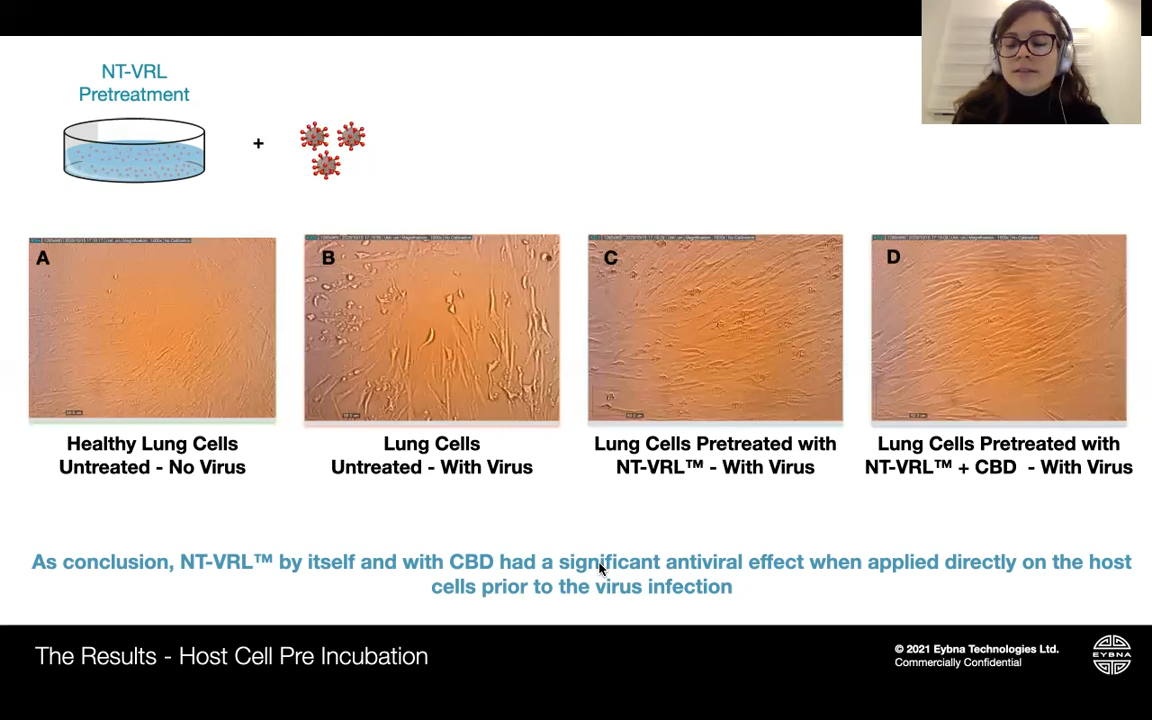 NT-VRL
Pretreatment
+
A
B
C
D
Healthy Lung Cells
Untreated - No Virus
Lung Cells
Untreated - With Virus
Lung Cells Pretreated with
NT-VRL™ - With Virus
Lung Cells Pretreated with
NT-VRL™ + CBD - With Virus
As conclusion, NT-VRL™ by itself and with CBD had a significant antiviral effect when applied directly on the host
cells prior to the virus infection
The Results - Host Cell Pre Incubation
© 2021 Eybna Technologies Ltd.
Commercially Confidential
EYBNA